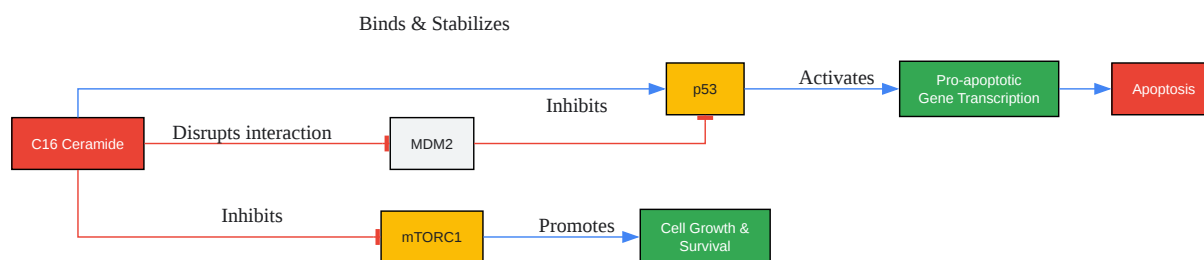 Binds & Stabilizes
p53
Activates
Pro-apoptotic
Gene Transcription
Apoptosis
Inhibits
C16 Ceramide
Disrupts interaction
MDM2
Inhibits
mTORC1
Promotes
Cell Growth &
Survival